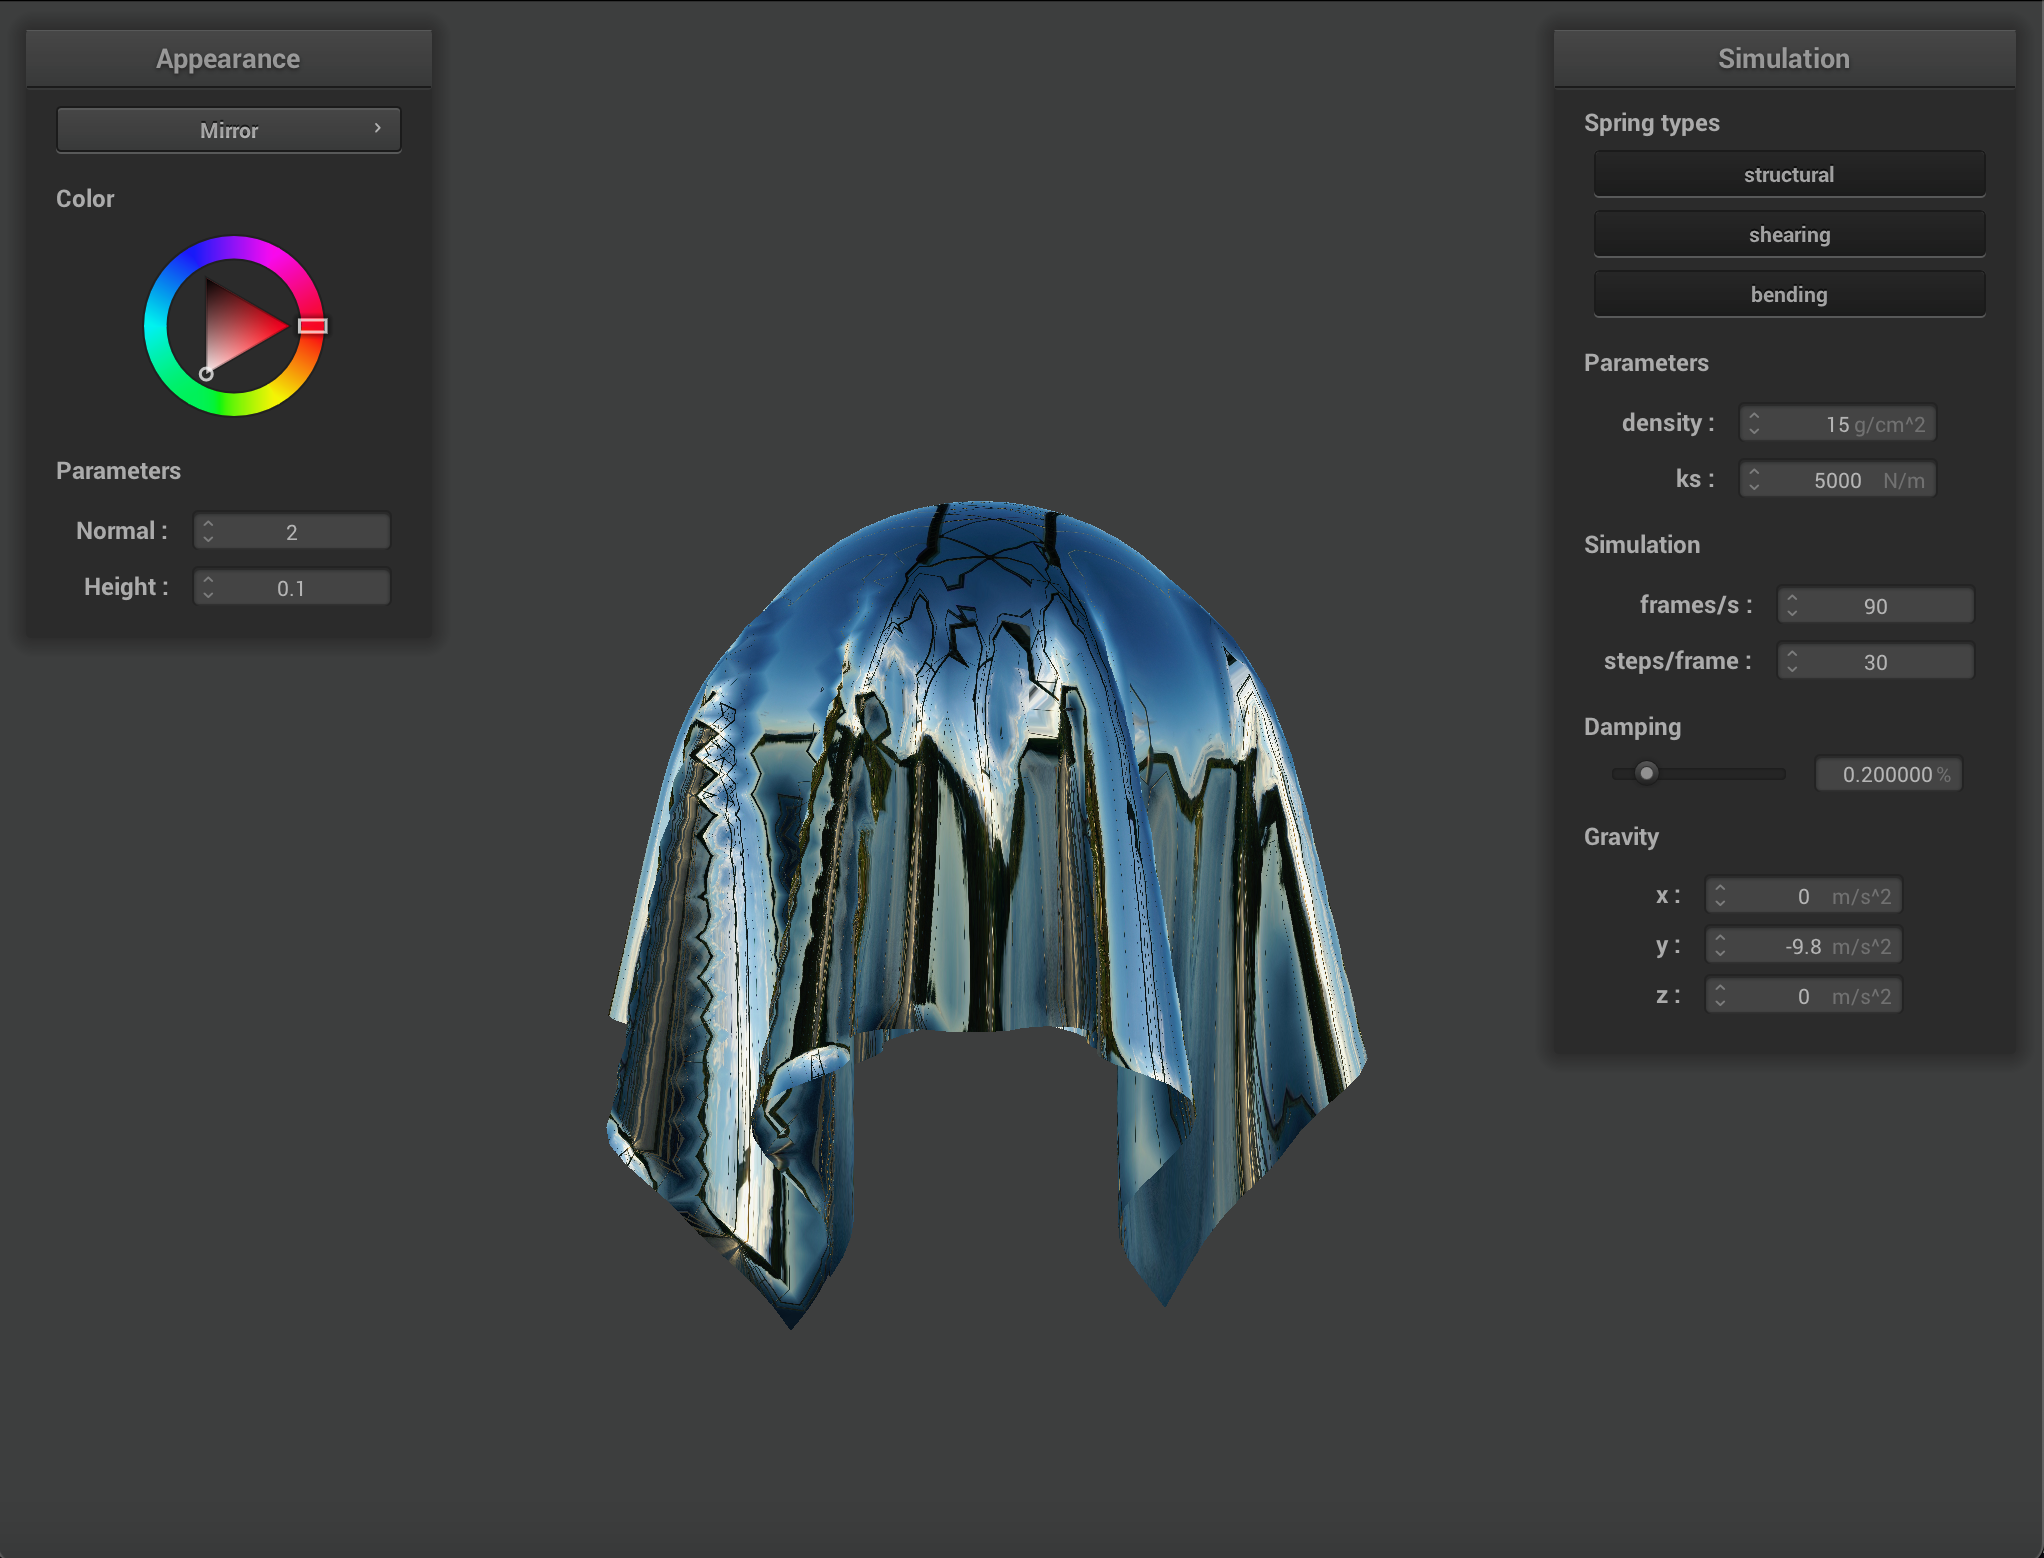 Appearance
Mirror
Color
Parameters
Normal : 2
Height : 0.1
Simulation
Spring types
structural
shearing
bending
Parameters
density : 15 g/cm^2
ks : 5000 N/m
Simulation
frames/s : 90
steps/frame : 30
Damping
0.200000 %
Gravity
x : 0 m/s^2
y : -9.8 m/s^2
z : 0 m/s^2